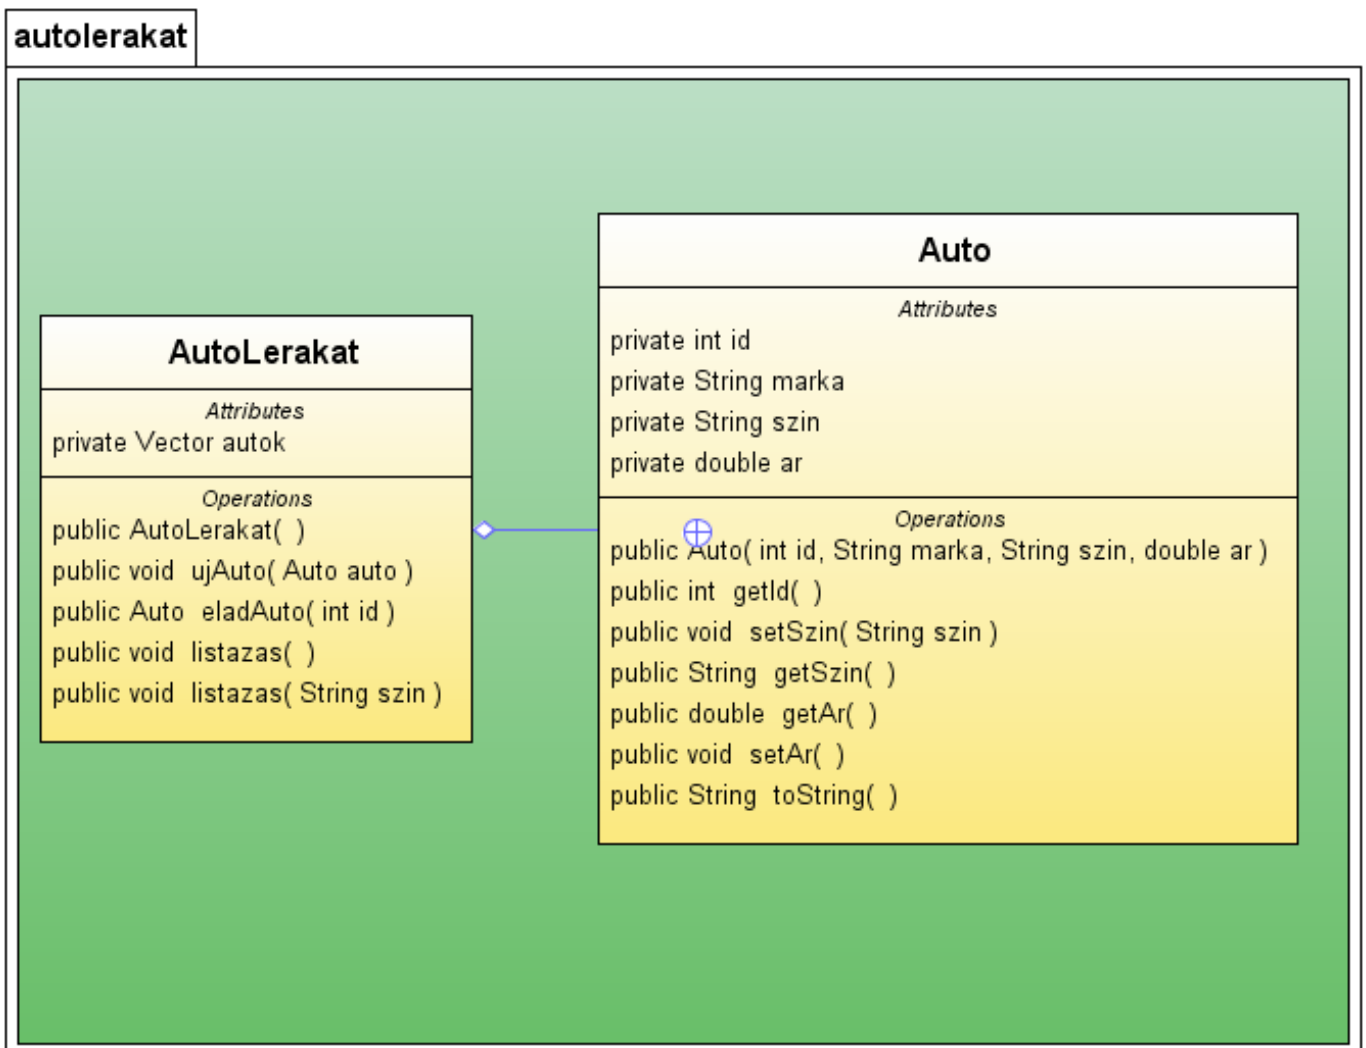 autolerakat
AutoLerakat
Attributes
private Vector autok
Operations
public AutoLerakat( )
public void ujAuto( Auto auto )
public Auto eladAuto( int id )
public void listazas( )
public void listazas( String szin )
Auto
Attributes
private int id
private String marka
private String szin
private double ar
Operations
public Auto( int id, String marka, String szin, double ar )
public int getId( )
public void setSzin( String szin )
public String getSzin( )
public double getAr( )
public void setAr( )
public String toString( )